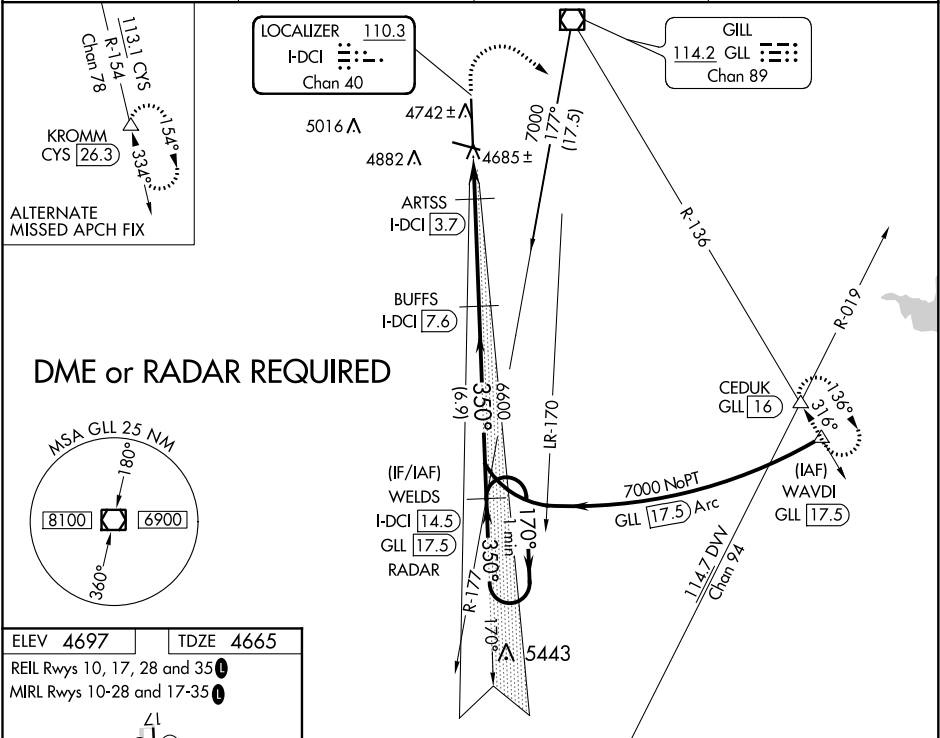 113.1 CYS
R-154
Chan 78
KROMM
CYS 26.3
154°
334°
ALTERNATE
MISSED APCH FIX
LOCALIZER 110.3
I-DCI
Chan 40
GILL
114.2 GLL
Chan 89
4742 ±
5016
4882
4685 ±
7000
177°
(17.5)
ARTSS
I-DCI 3.7
R-136
BUFFS
I-DCI 7.6
R-019
DME or RADAR REQUIRED
350°
(6.9)
6600
LR-170
CEDUK
GLL 16
136°
316°
MSA GLL 25 NM
180°
8100
6900
360°
(IF/IAF)
WELDS
I-DCI 14.5
GLL 17.5
RADAR
7000 NoPT
GLL 17.5 Arc
(IAF)
WAVDI
GLL 17.5
170°
1 min
350°
R-177
170°
114.7 DVV
Chan 94
5443
ELEV 4697
TDZE 4665
REIL Rwys 10, 17, 28 and 35 L
MIRL Rwys 10-28 and 17-35 L
17